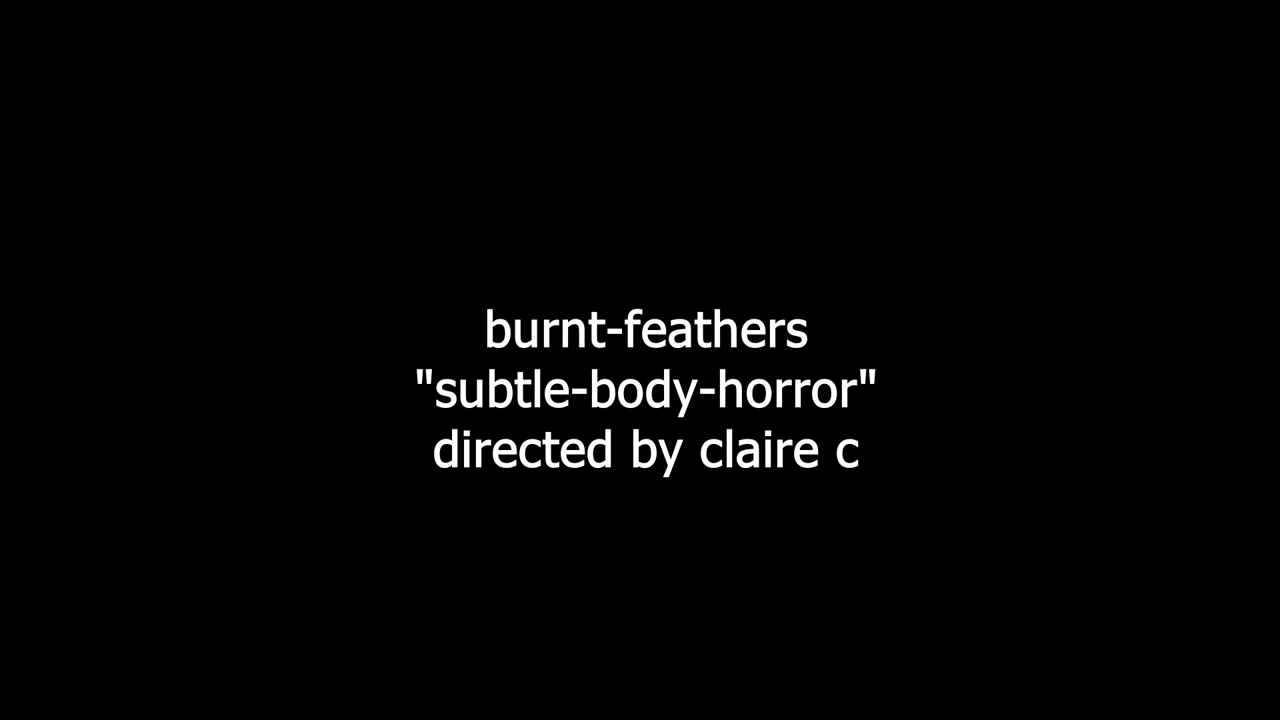 burnt-feathers
"subtle-body-horror"
directed by claire c